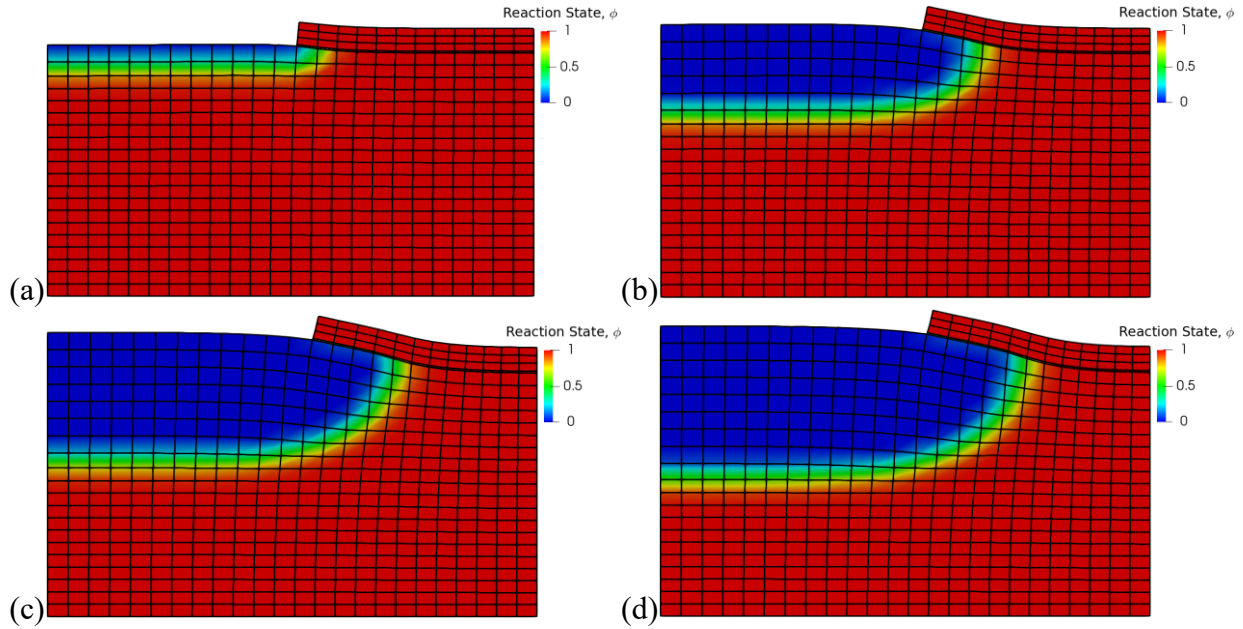 Reaction State, ϕ
1
0.5
0
(a)
Reaction State, ϕ
1
0.5
0
(b)
Reaction State, ϕ
1
0.5
0
(c)
Reaction State, ϕ
1
0.5
0
(d)